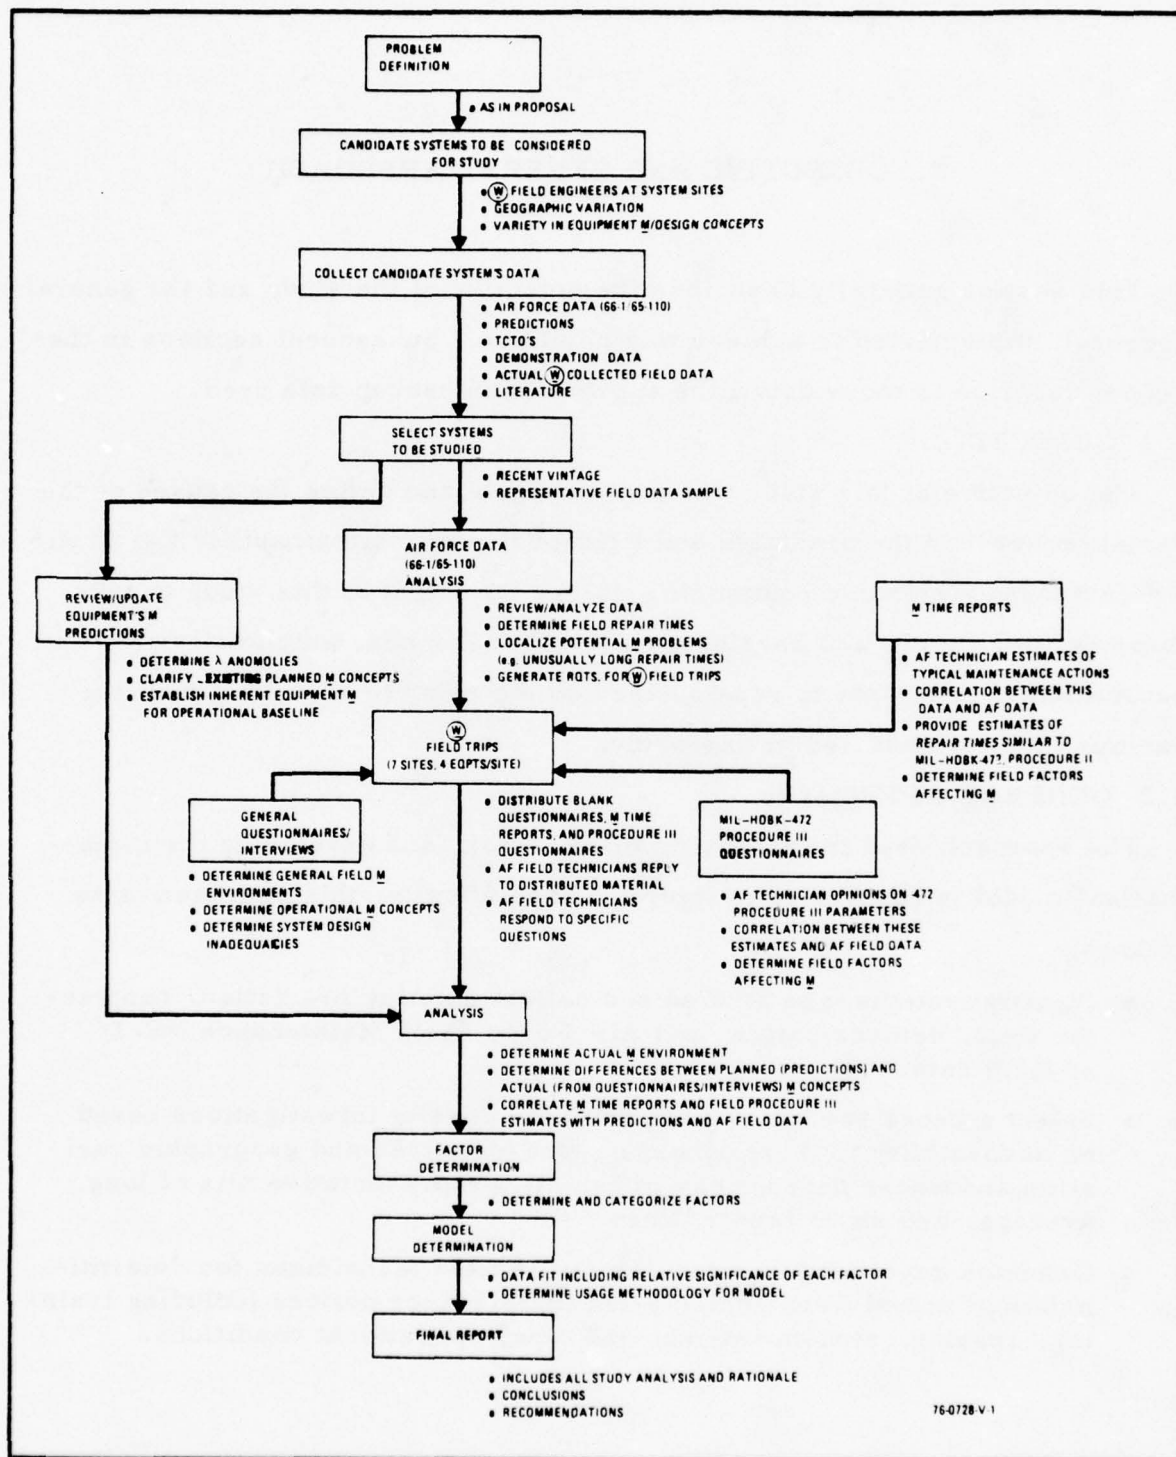 PROBLEM
DEFINITION
• AS IN PROPOSAL
CANDIDATE SYSTEMS TO BE CONSIDERED
FOR STUDY
• W FIELD ENGINEERS AT SYSTEM SITES
• GEOGRAPHIC VARIATION
• VARIETY IN EQUIPMENT M/DESIGN CONCEPTS
COLLECT CANDIDATE SYSTEM'S DATA
• AIR FORCE DATA (66-1/65-110)
• PREDICTIONS
• TCTO'S
• DEMONSTRATION DATA
• ACTUAL W COLLECTED FIELD DATA
• LITERATURE
SELECT SYSTEMS
TO BE STUDIED
• RECENT VINTAGE
• REPRESENTATIVE FIELD DATA SAMPLE
AIR FORCE DATA
(66-1/65-110)
ANALYSIS
• REVIEW/ANALYZE DATA
• DETERMINE FIELD REPAIR TIMES
• LOCALIZE POTENTIAL M PROBLEMS
(e.g. UNUSUALLY LONG REPAIR TIMES)
• GENERATE RQTS. FOR W FIELD TRIPS
REVIEW/UPDATE
EQUIPMENT'S M
PREDICTIONS
• DETERMINE λ ANOMOLIES
• CLARIFY EXISTING PLANNED M CONCEPTS
• ESTABLISH INHERENT EQUIPMENT M
FOR OPERATIONAL BASELINE
M TIME REPORTS
• AF TECHNICIAN ESTIMATES OF
TYPICAL MAINTENANCE ACTIONS
• CORRELATION BETWEEN THIS
DATA AND AF DATA
• PROVIDE ESTIMATES OF
REPAIR TIMES SIMILAR TO
MIL-HDBK-472, PROCEDURE II
• DETERMINE FIELD FACTORS
AFFECTING M
W
FIELD TRIPS
(7 SITES, 4 EQPTS/SITE)
GENERAL
QUESTIONNAIRES/
INTERVIEWS
• DETERMINE GENERAL FIELD M
ENVIRONMENTS
• DETERMINE OPERATIONAL M CONCEPTS
• DETERMINE SYSTEM DESIGN
INADEQUACIES
• DISTRIBUTE BLANK
QUESTIONNAIRES, M TIME
REPORTS, AND PROCEDURE III
QUESTIONNAIRES
• AF FIELD TECHNICIANS REPLY
TO DISTRIBUTED MATERIAL
• AF FIELD TECHNICIANS
RESPOND TO SPECIFIC
QUESTIONS
MIL-HDBK-472
PROCEDURE III
QUESTIONNAIRES
• AF TECHNICIAN OPINIONS ON 472
PROCEDURE III PARAMETERS
• CORRELATION BETWEEN THESE
ESTIMATES AND AF FIELD DATA
• DETERMINE FIELD FACTORS
AFFECTING M
ANALYSIS
• DETERMINE ACTUAL M ENVIRONMENT
• DETERMINE DIFFERENCES BETWEEN PLANNED (PREDICTIONS) AND
ACTUAL (FROM QUESTIONNAIRES/INTERVIEWS) M CONCEPTS
• CORRELATE M TIME REPORTS AND FIELD PROCEDURE III
ESTIMATES WITH PREDICTIONS AND AF FIELD DATA
FACTOR
DETERMINATION
• DETERMINE AND CATEGORIZE FACTORS
MODEL
DETERMINATION
• DATA FIT INCLUDING RELATIVE SIGNIFICANCE OF EACH FACTOR
• DETERMINE USAGE METHODOLOGY FOR MODEL
FINAL REPORT
• INCLUDES ALL STUDY ANALYSIS AND RATIONALE
• CONCLUSIONS
• RECOMMENDATIONS
76-0728-V-1